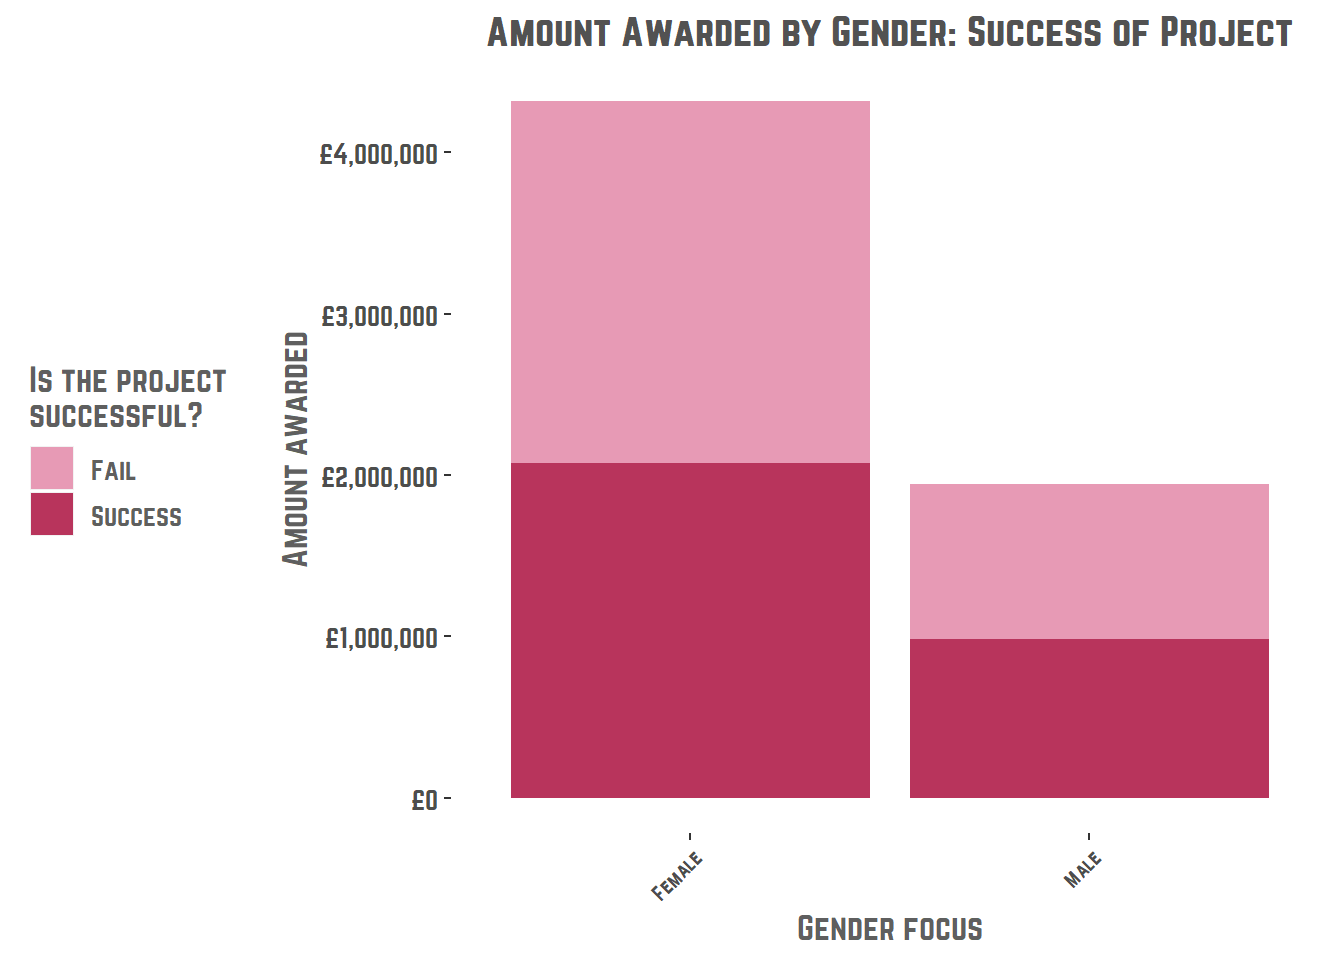 Amount Awarded by Gender: Success of Project
£4,000,000
£3,000,000
£2,000,000
£1,000,000
£0
Amount awarded
Is the project
successful?
Fail
Success
Female
Male
Gender focus